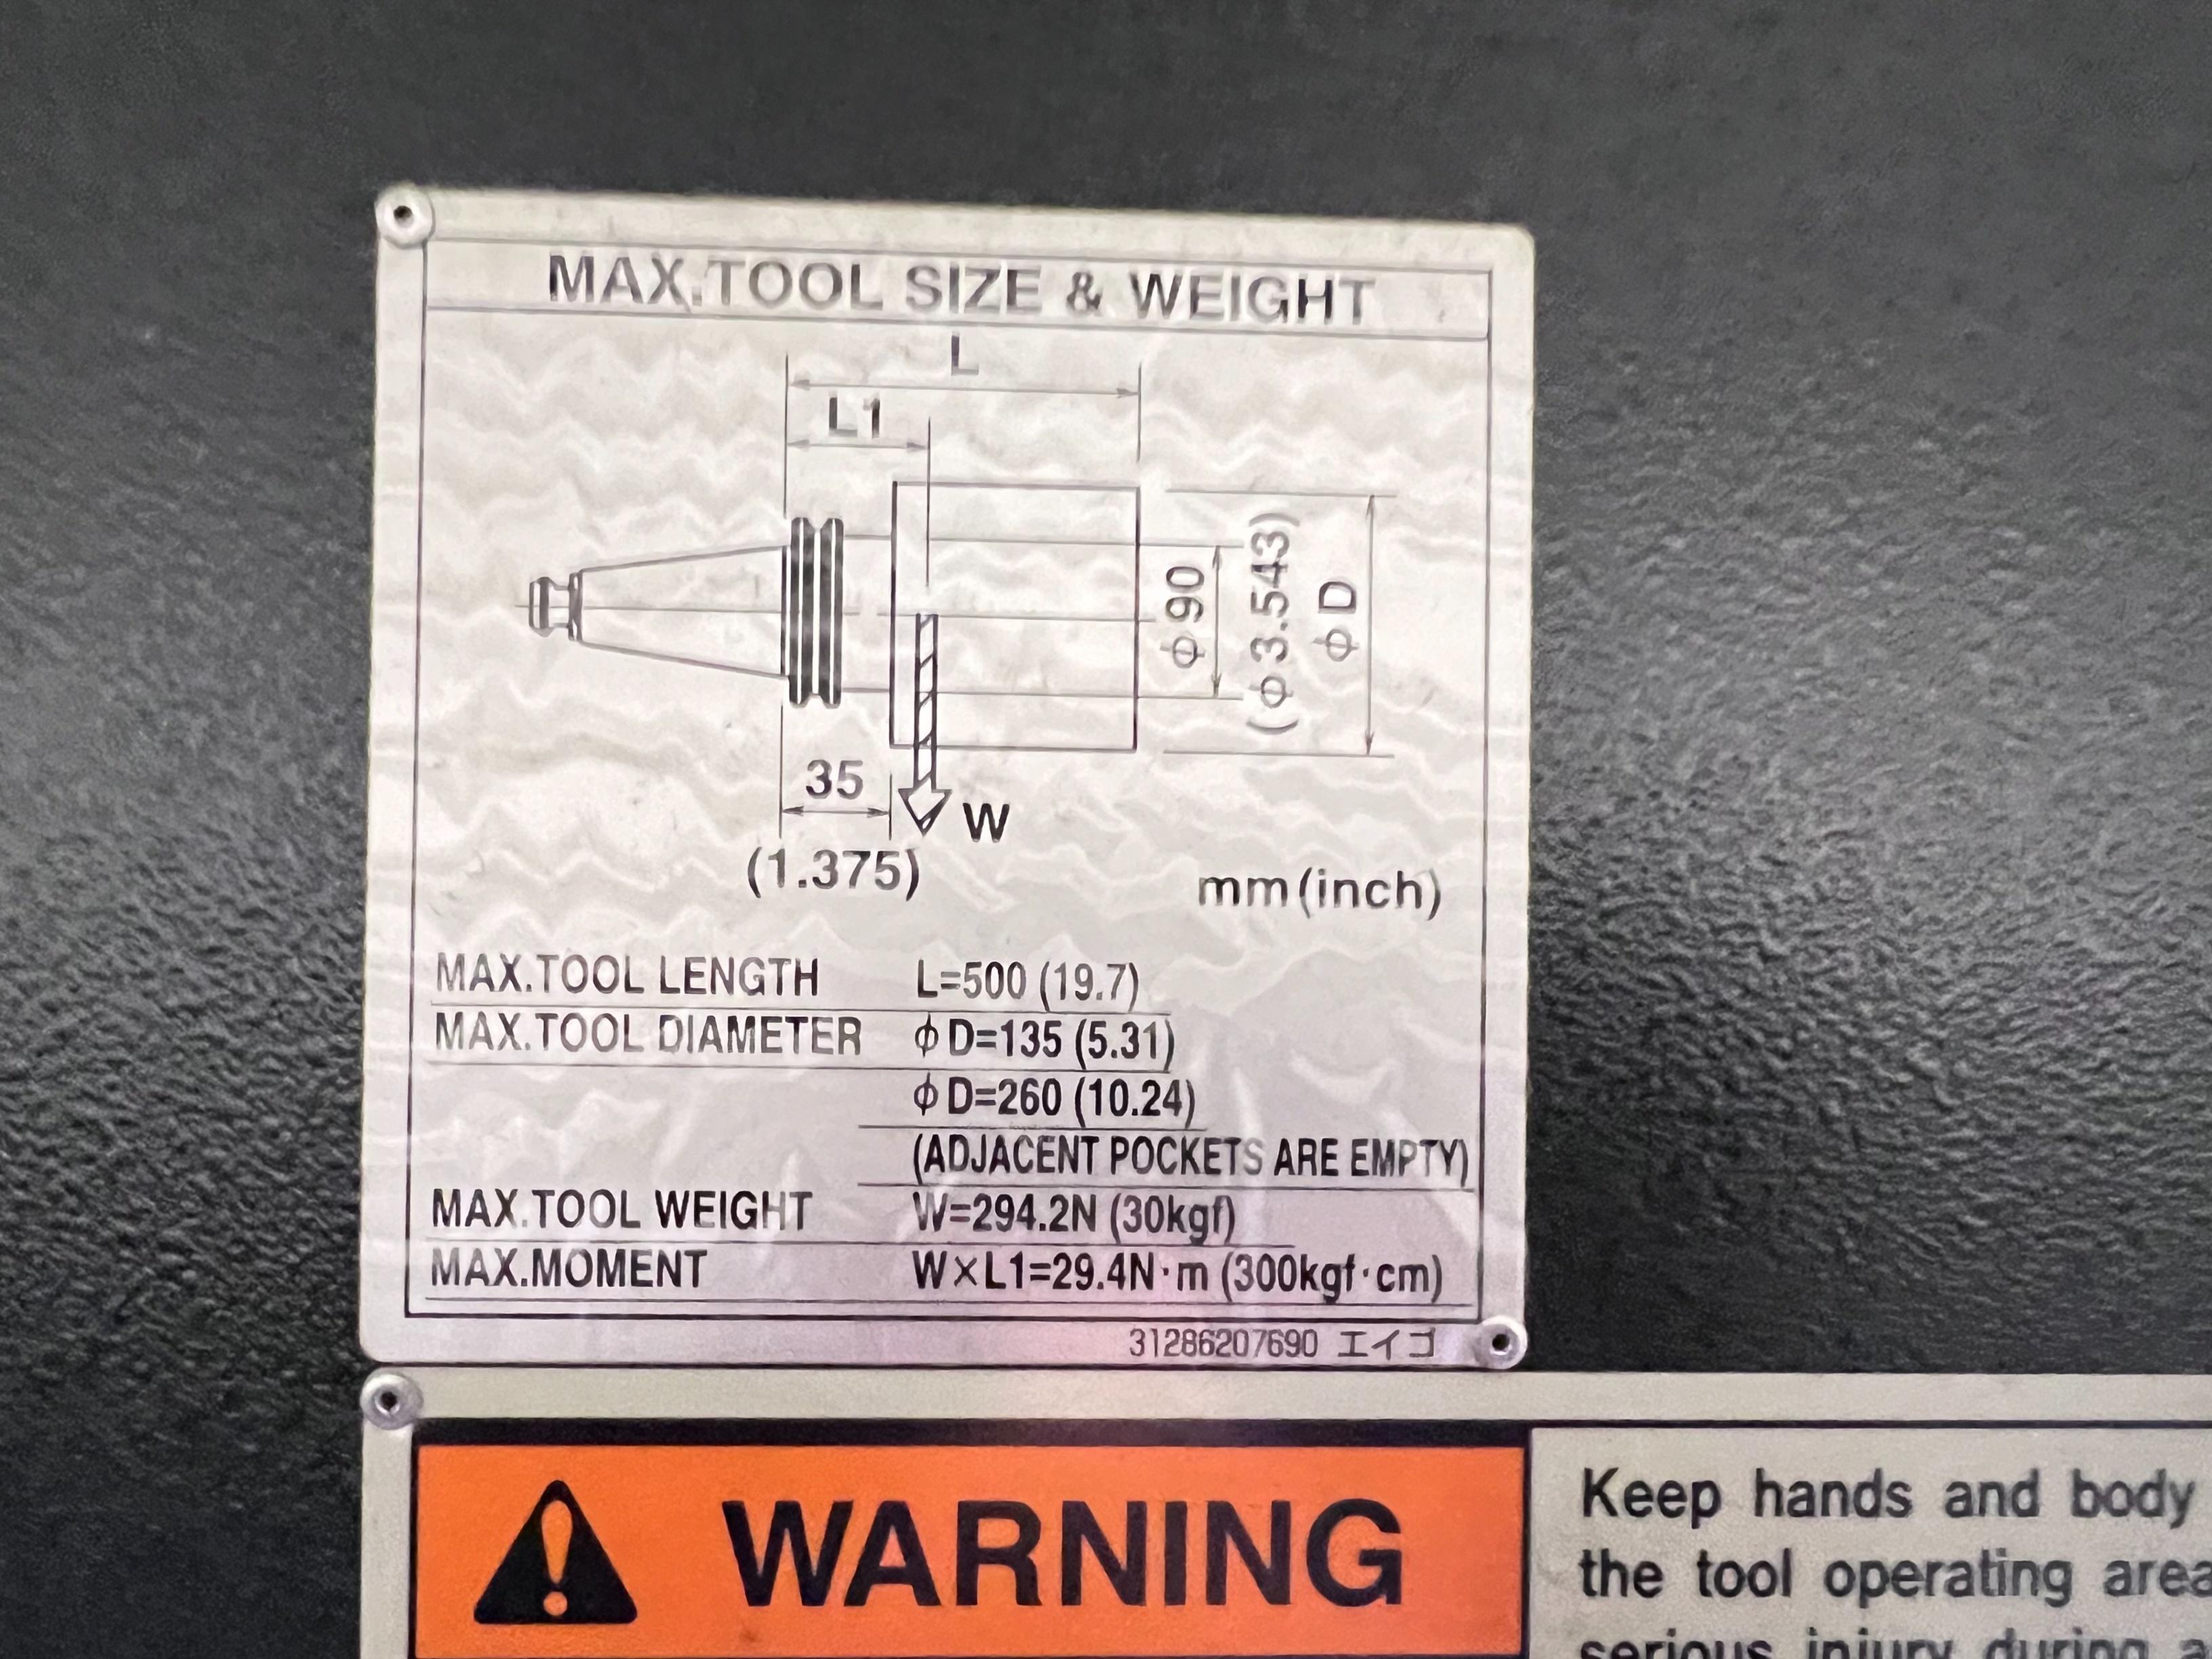 MAX.TOOL SIZE & WEIGHT
L
L1
φ90
(φ3.543)
φD
35
(1.375)
W
mm(inch)
MAX.TOOL LENGTH L=500 (19.7)
MAX.TOOL DIAMETER φD=135 (5.31)
φD=260 (10.24)
(ADJACENT POCKETS ARE EMPTY)
MAX.TOOL WEIGHT W=294.2N (30kgf)
MAX.MOMENT W×L1=29.4N·m (300kgf·cm)
31286207690 エイゴ
WARNING
Keep hands and body
the tool operating area
serious injury during a